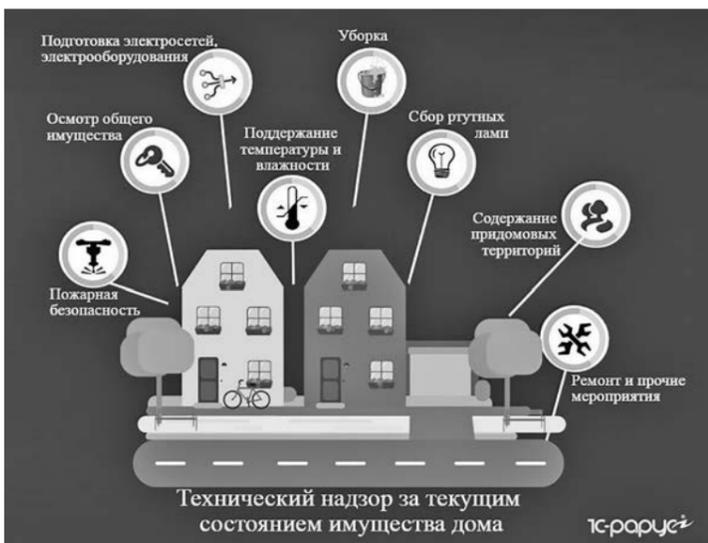 Подготовка электросетей,
электрооборудования
Уборка
Осмотр общего
имущества
Поддержание
температуры и
влажности
Сбор ртутных
ламп
Содержание
придомовых
территорий
Пожарная
безопасность
Ремонт и прочие
мероприятия
Технический надзор за текущим
состоянием имущества дома
1С-рарус